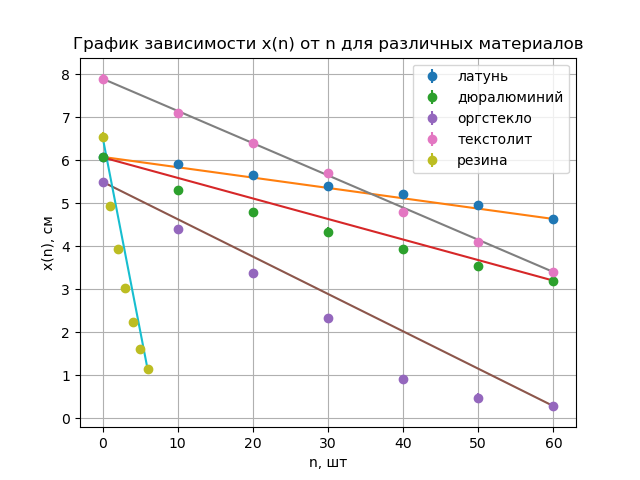 График зависимости x(n) от n для различных материалов
8
7
6
5
4
3
2
1
0
x(n), см
0 10 20 30 40 50 60
n, шт
латунь
дюралюминий
оргстекло
текстолит
резина